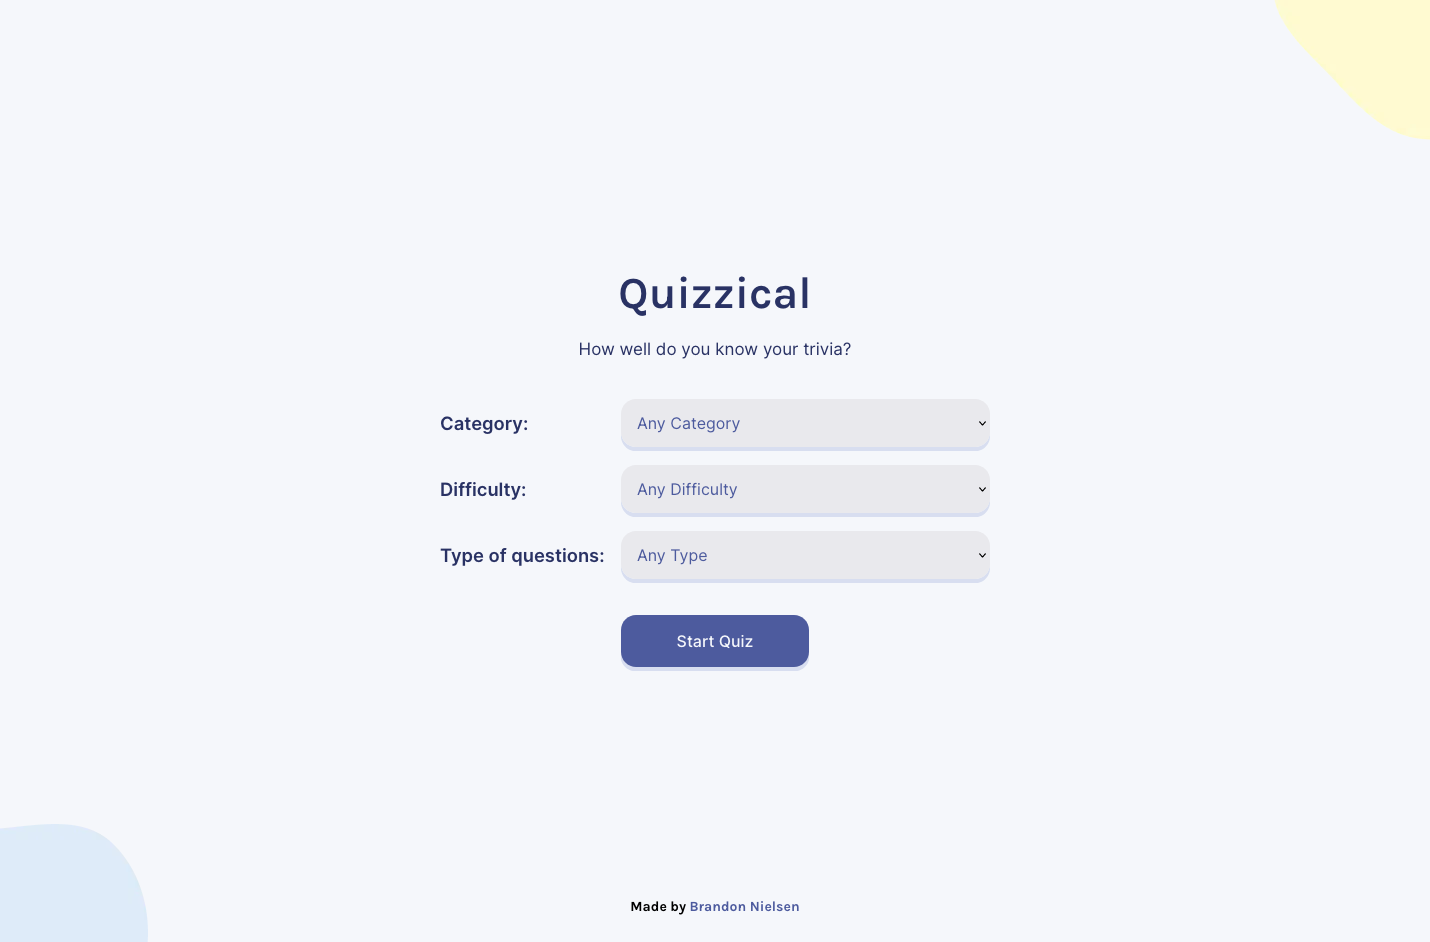 Quizzical
How well do you know your trivia?
Category: Any Category
Difficulty: Any Difficulty
Type of questions: Any Type
Start Quiz
Made by Brandon Nielsen